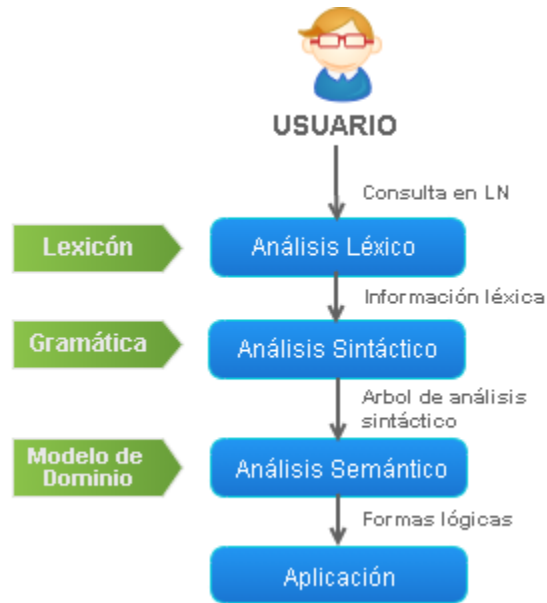 USUARIO
Consulta en LN
Lexicón
Análisis Léxico
Información léxica
Gramática
Análisis Sintáctico
Arbol de análisis
sintáctico
Modelo de
Dominio
Análisis Semántico
Formas lógicas
Aplicación